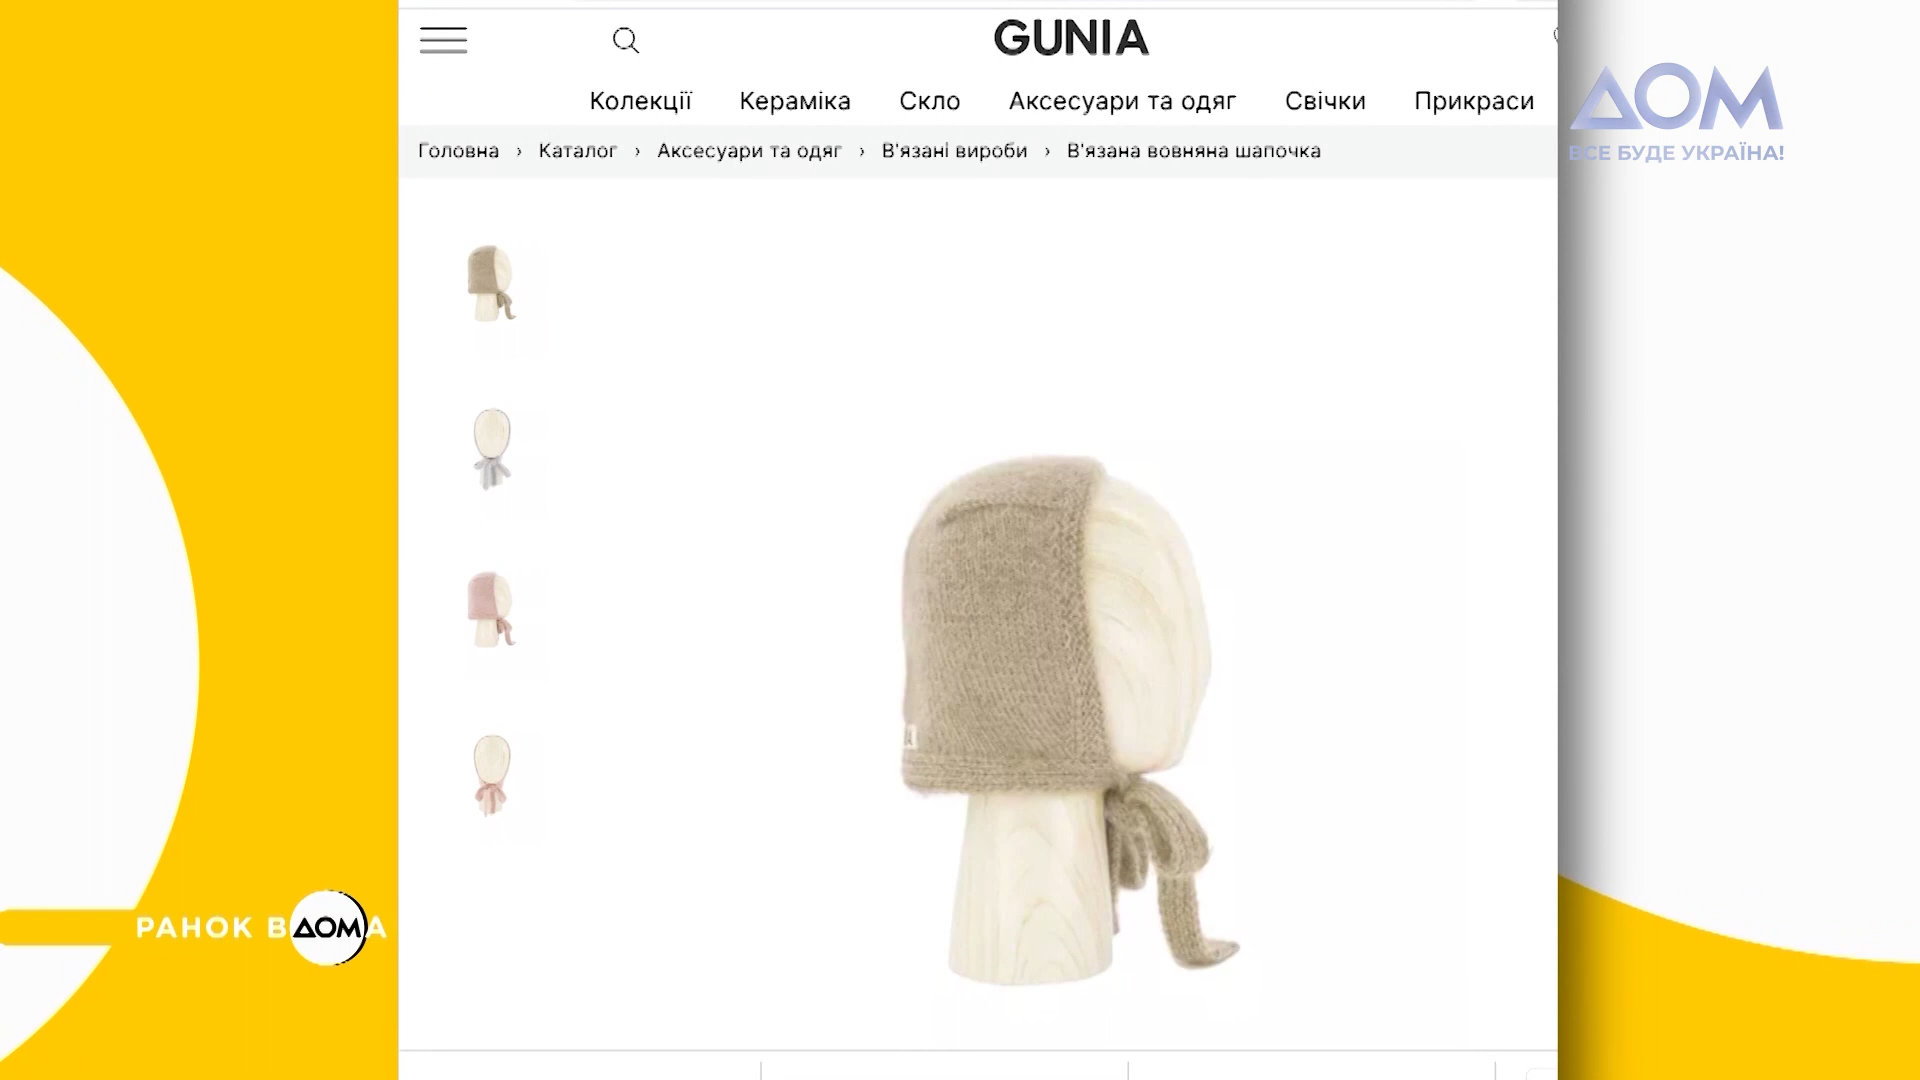 GUNIA
Колекції Кераміка Скло Аксесуари та одяг Свічки Прикраси
Головна › Каталог › Аксесуари та одяг › В'язані вироби › В'язана вовняна шапочка
ДОМ
ВСЕ БУДЕ УКРАЇНА!
РАНОК ВДОМА